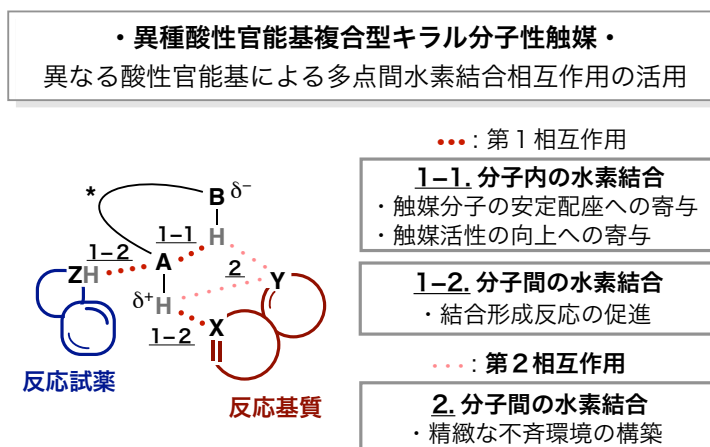 ・異種酸性官能基複合型キラル分子性触媒・
異なる酸性官能基による多点間水素結合相互作用の活用
•••: 第1相互作用
1–1. 分子内の水素結合
・触媒分子の安定配座への寄与
・触媒活性の向上への寄与
1–2. 分子間の水素結合
・結合形成反応の促進
・・・: 第2相互作用
2. 分子間の水素結合
・精緻な不斉環境の構築
*
B δ–
H
1–1
1–2
ZH
A
2
Y
δ+
H
1–2
X
反応試薬
反応基質